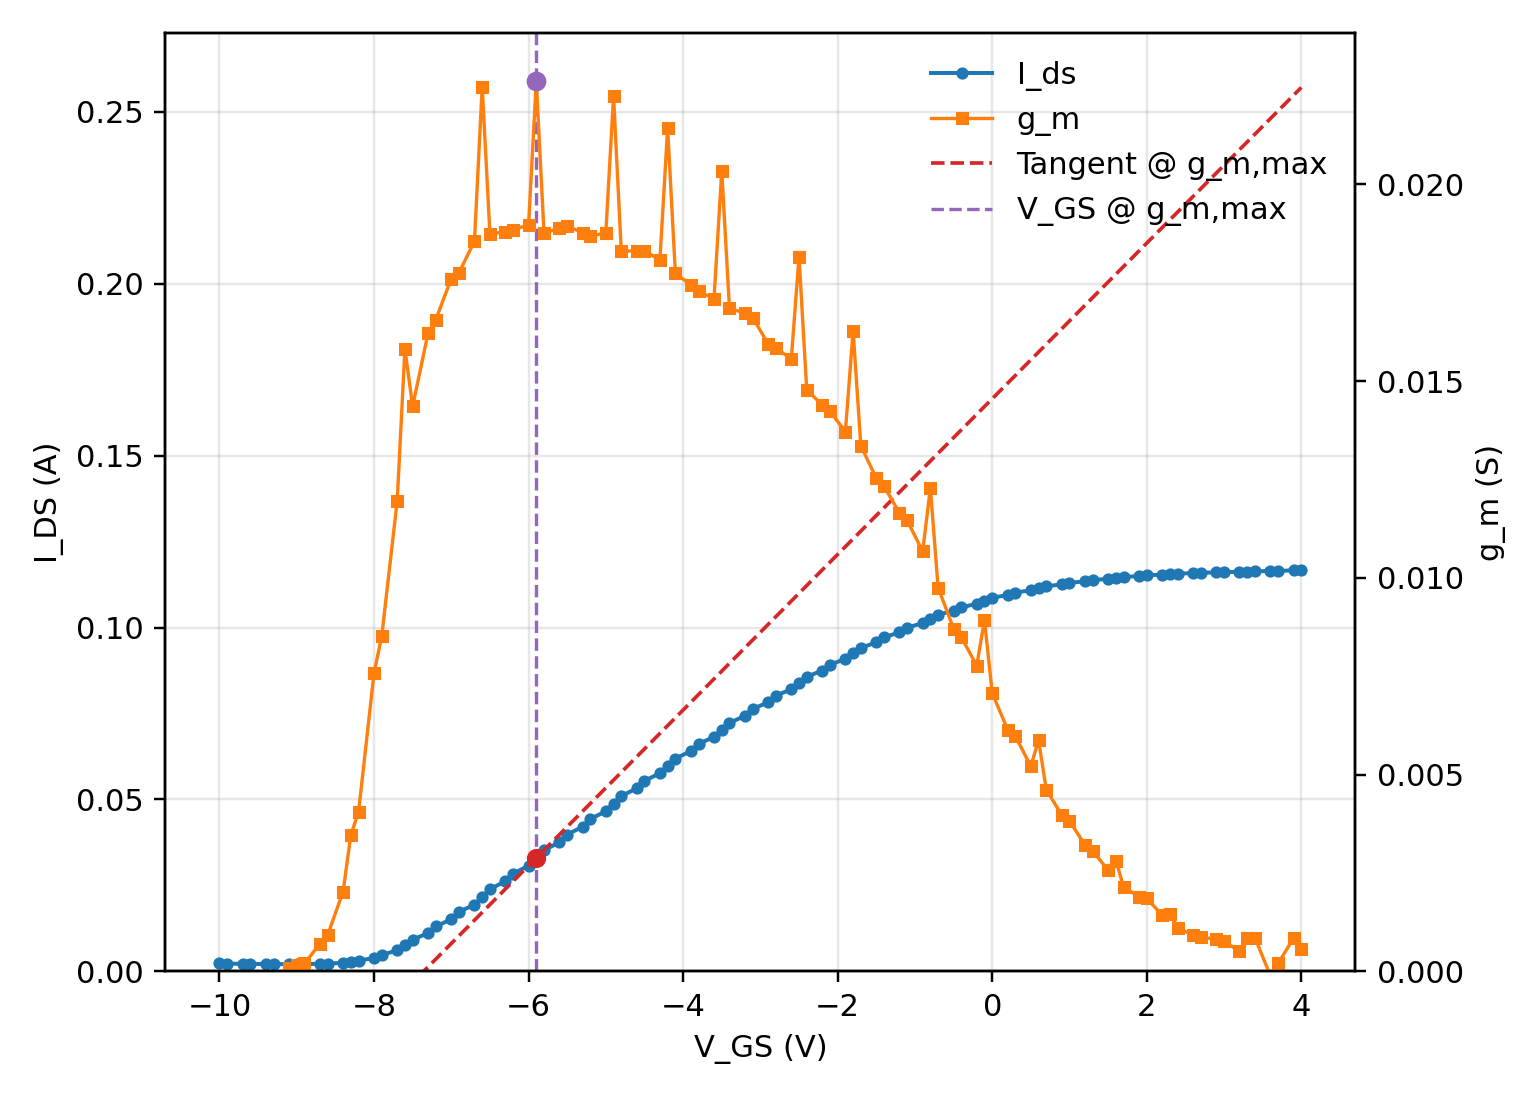 I_ds
g_m
Tangent @ g_m,max
V_GS @ g_m,max
0.25
0.20
0.15
0.10
0.05
0.00
I_DS (A)
0.020
0.015
0.010
0.005
0.000
g_m (S)
−10
−8
−6
−4
−2
0
2
4
V_GS (V)